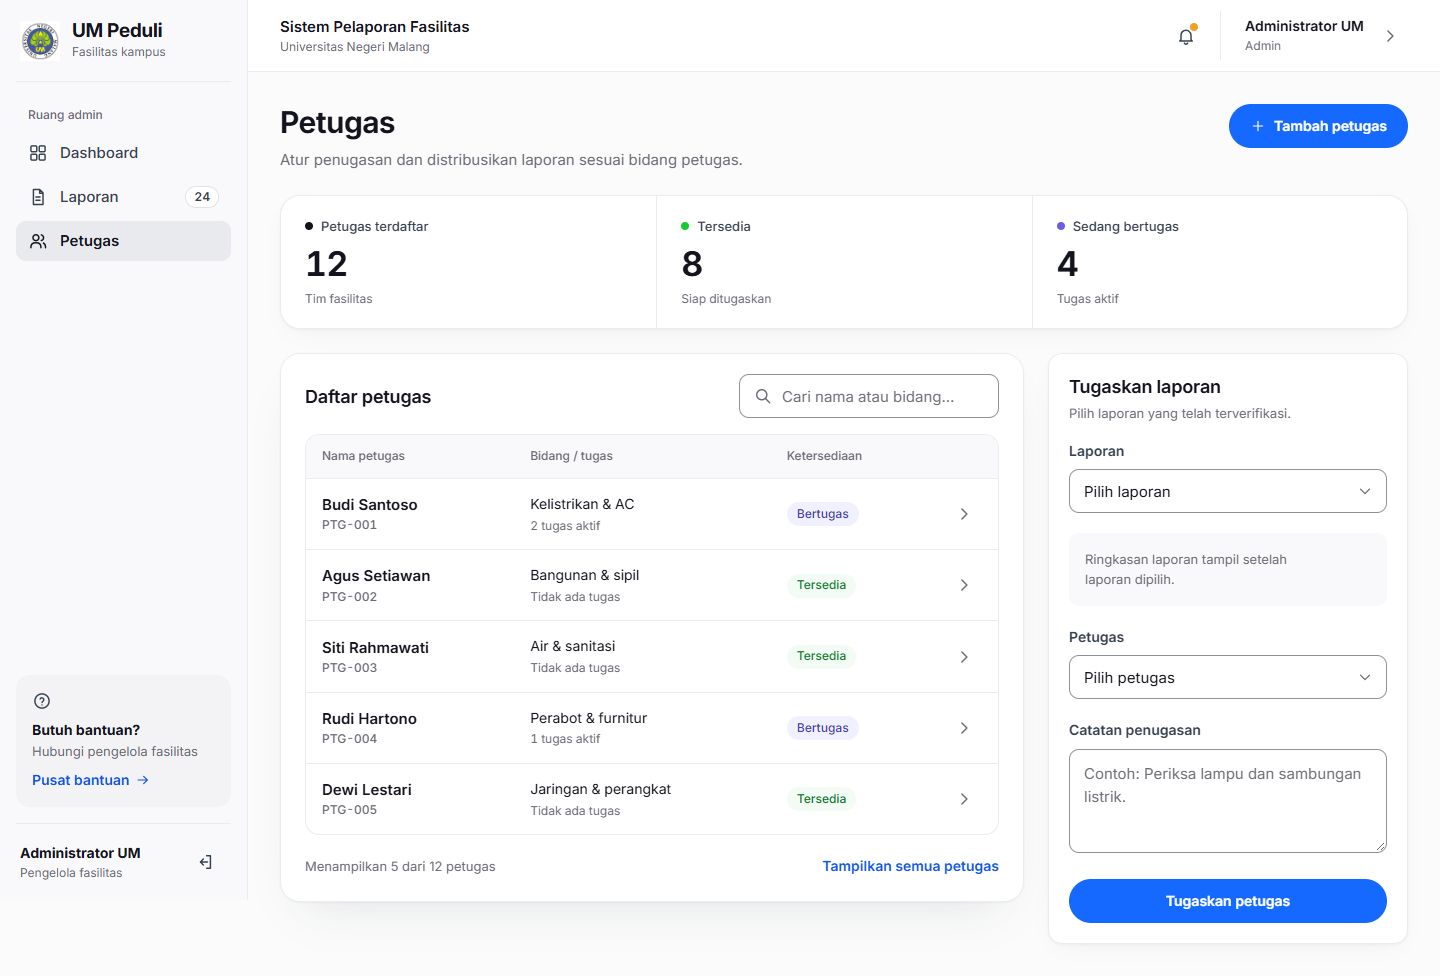 UM Peduli
Fasilitas kampus
Ruang admin
Dashboard
Laporan 24
Petugas
Butuh bantuan?
Hubungi pengelola fasilitas
Pusat bantuan →
Administrator UM
Pengelola fasilitas
Sistem Pelaporan Fasilitas
Universitas Negeri Malang
Administrator UM
Admin
Petugas
Atur penugasan dan distribusikan laporan sesuai bidang petugas.
+ Tambah petugas
Petugas terdaftar
12
Tim fasilitas
Tersedia
8
Siap ditugaskan
Sedang bertugas
4
Tugas aktif
Daftar petugas
Cari nama atau bidang...
Nama petugas Bidang / tugas Ketersediaan
Budi Santoso Kelistrikan & AC Bertugas
PTG-001 2 tugas aktif
Agus Setiawan Bangunan & sipil Tersedia
PTG-002 Tidak ada tugas
Siti Rahmawati Air & sanitasi Tersedia
PTG-003 Tidak ada tugas
Rudi Hartono Perabot & furnitur Bertugas
PTG-004 1 tugas aktif
Dewi Lestari Jaringan & perangkat Tersedia
PTG-005 Tidak ada tugas
Menampilkan 5 dari 12 petugas Tampilkan semua petugas
Tugaskan laporan
Pilih laporan yang telah terverifikasi.
Laporan
Pilih laporan
Ringkasan laporan tampil setelah
laporan dipilih.
Petugas
Pilih petugas
Catatan penugasan
Contoh: Periksa lampu dan sambungan
listrik.
Tugaskan petugas